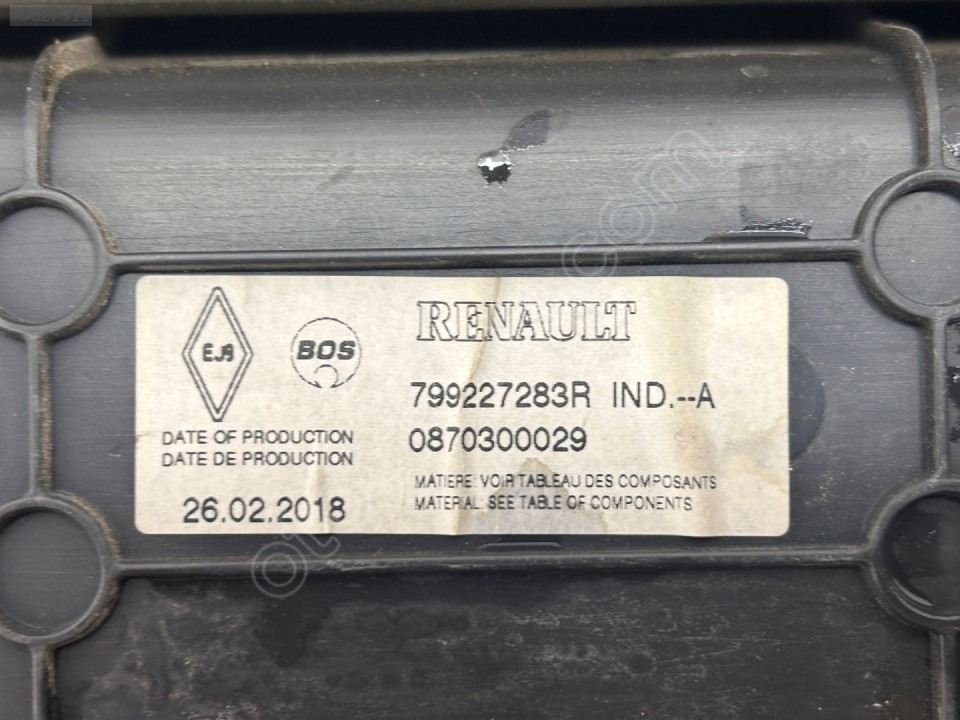 EJR
BOS
RENAULT
799227283R IND.--A
0870300029
DATE OF PRODUCTION
DATE DE PRODUCTION
26.02.2018
MATIERE: VOIR TABLEAU DES COMPOSANTS
MATERIAL: SEE TABLE OF COMPONENTS